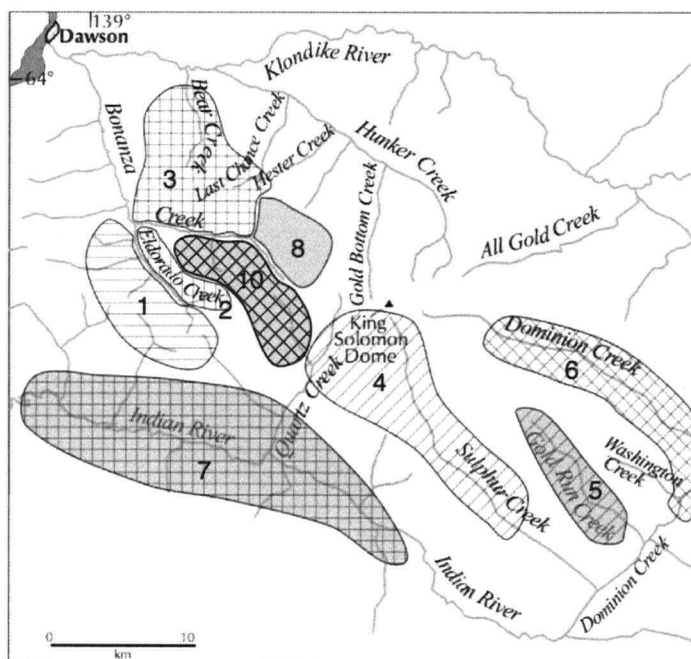 139°
Dawson
64°
Klondike River
Bonanza
Bear Creek
Last Chance Creek
Hester Creek
Hunker Creek
3
Creek
Gold Bottom Creek
All Gold Creek
8
Eldorado Creek
10
1
2
King
Solomon
Dome
Dominion Creek
6
4
Quartz Creek
Indian River
7
Sulphur Creek
Gold Run Creek
5
Washington
Creek
Indian River
Dominion Creek
0 10
km